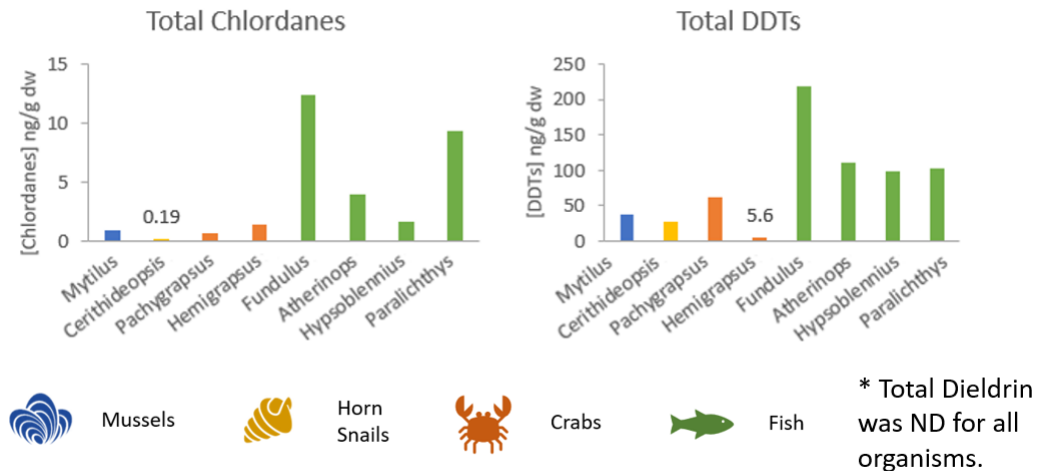 Total Chlordanes
[Chlordanes] ng/g dw
15
10
5
0
0.19
Mytilus
Cerithideopsis
Pachygrapsus
Hemigrapsus
Fundulus
Atherinops
Hypsoblennius
Paralichthys
Total DDTs
[DDTs] ng/g dw
250
200
150
100
50
0
5.6
Mytilus
Cerithideopsis
Pachygrapsus
Hemigrapsus
Fundulus
Atherinops
Hypsoblennius
Paralichthys
Mussels
Horn
Snails
Crabs
Fish
* Total Dieldrin
was ND for all
organisms.